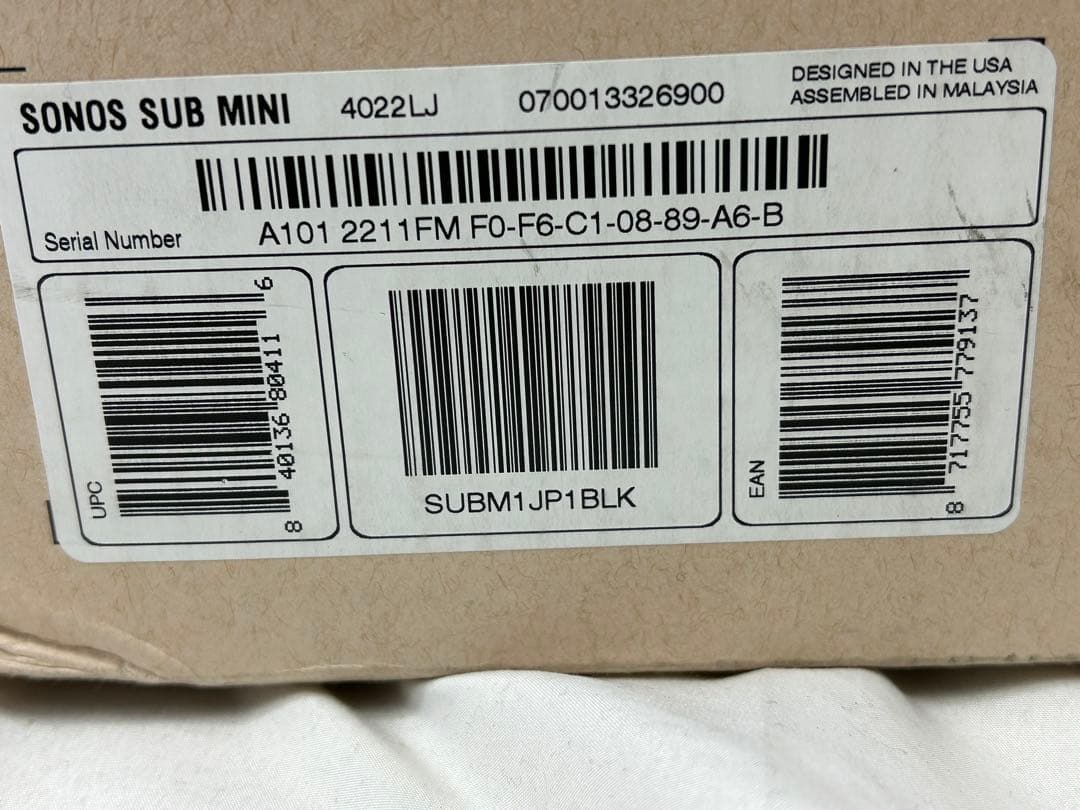 SONOS SUB MINI 4022LJ 070013326900 DESIGNED IN THE USA
ASSEMBLED IN MALAYSIA
Serial Number A101 2211FM F0-F6-C1-08-89-A6-B
UPC 8 40136 80411 6
SUBM1JP1BLK
EAN 8 717755 779137